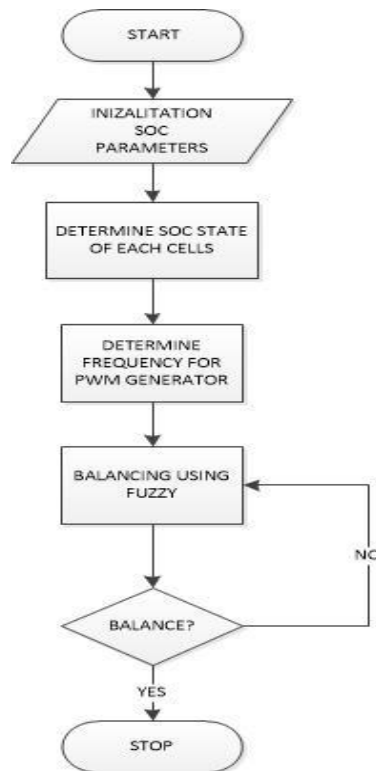 START
INIZALITATION
SOC
PARAMETERS
DETERMINE SOC STATE
OF EACH CELLS
DETERMINE
FREQUENCY FOR
PWM GENERATOR
BALANCING USING
FUZZY
NO
BALANCE?
YES
STOP